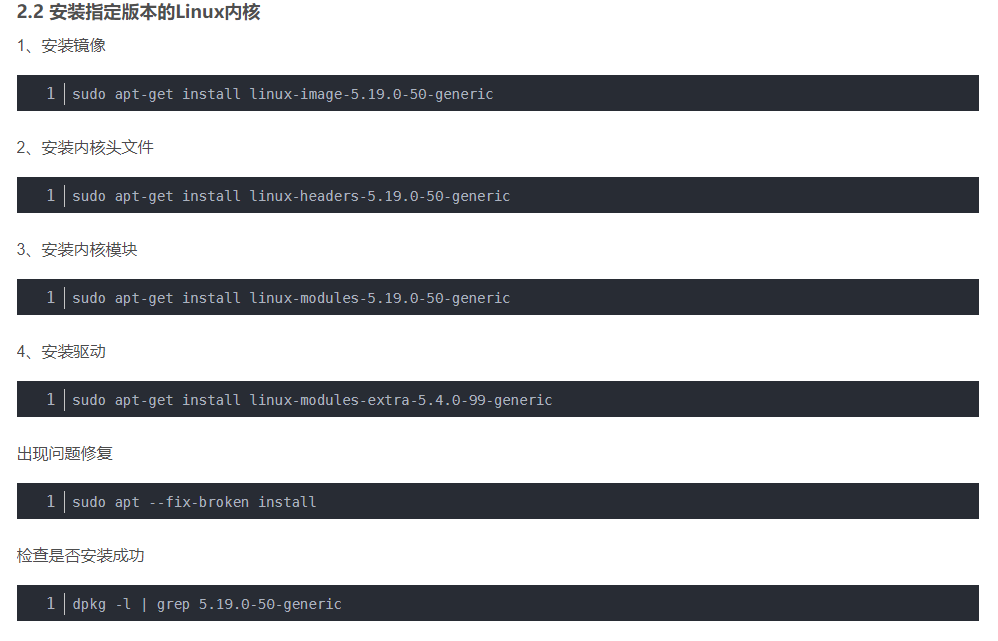 2.2 安装指定版本的Linux内核
1、安装镜像
1 sudo apt-get install linux-image-5.19.0-50-generic
2、安装内核头文件
1 sudo apt-get install linux-headers-5.19.0-50-generic
3、安装内核模块
1 sudo apt-get install linux-modules-5.19.0-50-generic
4、安装驱动
1 sudo apt-get install linux-modules-extra-5.4.0-99-generic
出现问题修复
1 sudo apt --fix-broken install
检查是否安装成功
1 dpkg -l | grep 5.19.0-50-generic